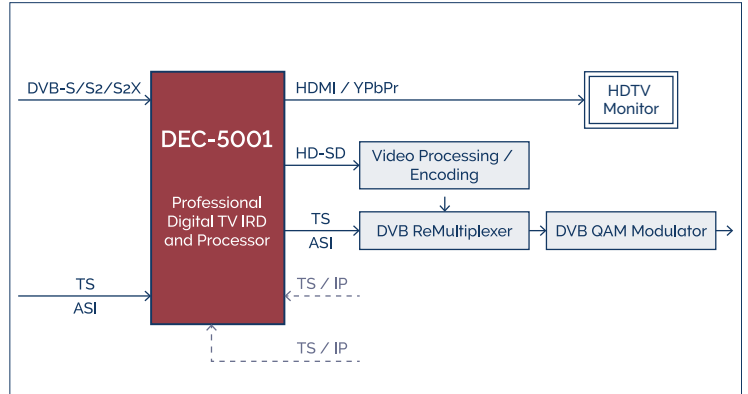 DVB-S/S2/S2X
HDMI / YPbPr
HDTV
Monitor
DEC-5001
Professional
Digital TV IRD
and Processor
HD-SD
Video Processing /
Encoding
TS
ASI
DVB ReMultiplexer
DVB QAM Modulator
TS
ASI
TS / IP
TS / IP